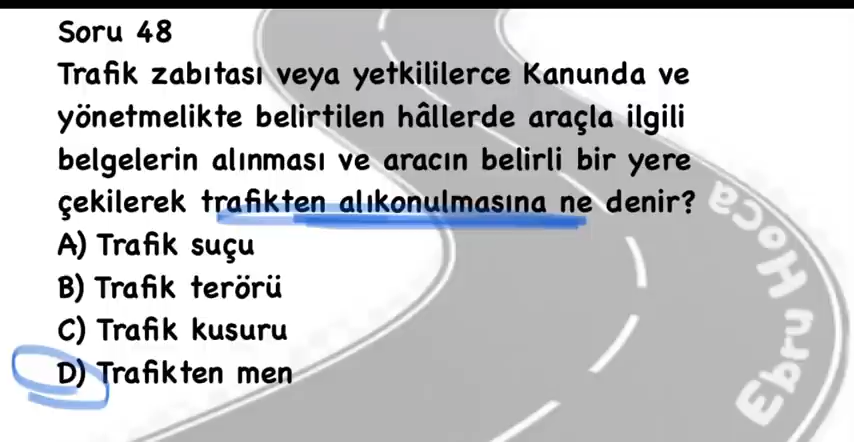 Soru 48
Trafik zabıtası veya yetkililerce Kanunda ve
yönetmelikte belirtilen hâllerde araçla ilgili
belgelerin alınması ve aracın belirli bir yere
çekilerek trafikten alıkonulmasına ne denir?
A) Trafik suçu
B) Trafik terörü
C) Trafik kusuru
D) Trafikten men
Ebru Hoca